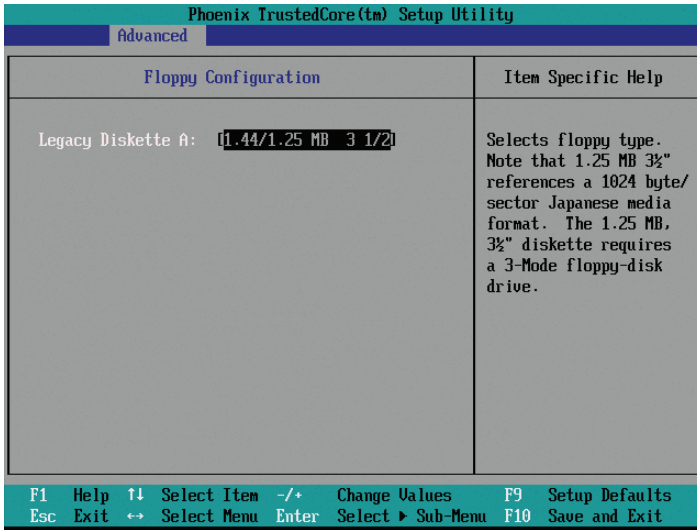 Phoenix TrustedCore(tm) Setup Utility
Advanced
Floppy Configuration
Item Specific Help
Legacy Diskette A: [1.44/1.25 MB 3 1/2]
Selects floppy type.
Note that 1.25 MB 3½"
references a 1024 byte/
sector Japanese media
format. The 1.25 MB,
3½" diskette requires
a 3-Mode floppy-disk
drive.
F1 Help ↑↓ Select Item -/+ Change Values F9 Setup Defaults
Esc Exit ↔ Select Menu Enter Select ▶ Sub-Menu F10 Save and Exit